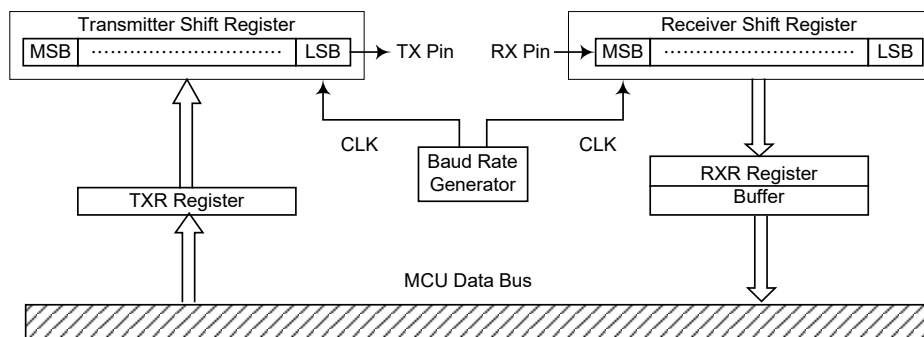 Transmitter Shift Register
MSB ........................................ LSB
TX Pin
RX Pin
Receiver Shift Register
MSB ........................................ LSB
CLK
CLK
Baud Rate
Generator
TXR Register
RXR Register
Buffer
MCU Data Bus